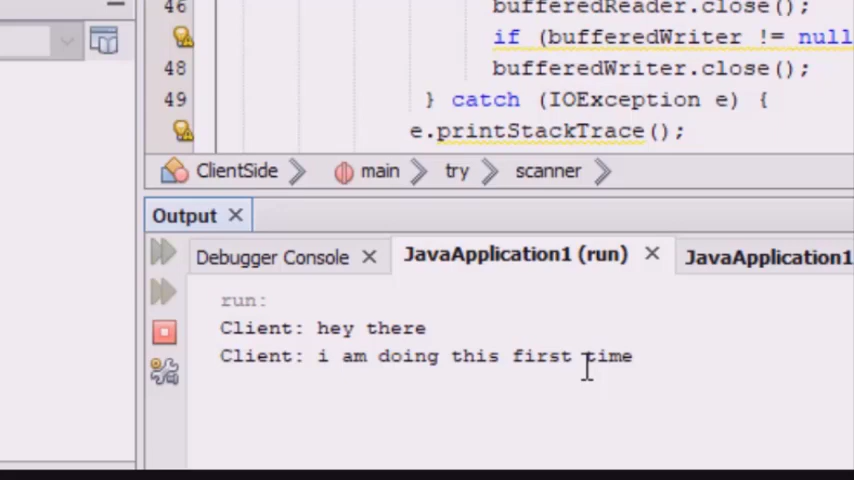 46 bufferedReader.close();
if (bufferedWriter != null
48 bufferedWriter.close();
49 } catch (IOException e) {
e.printStackTrace();
ClientSide main try scanner
Output
Debugger Console JavaApplication1 (run) JavaApplication1
run:
Client: hey there
Client: i am doing this first time